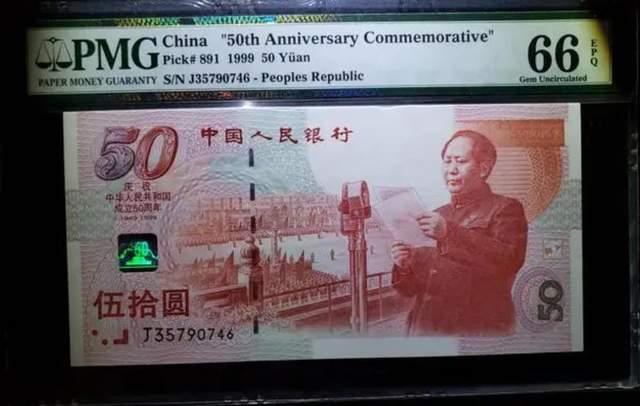 PMG
PAPER MONEY GUARANTY
China "50th Anniversary Commemorative"
Pick# 891 1999 50 Yüan
S/N J35790746 - Peoples Republic
66 EPQ
Gem Uncirculated
50
中国人民银行
庆祝
中华人民共和国
成立50周年
1949-1999
50
伍拾圆
J35790746
50